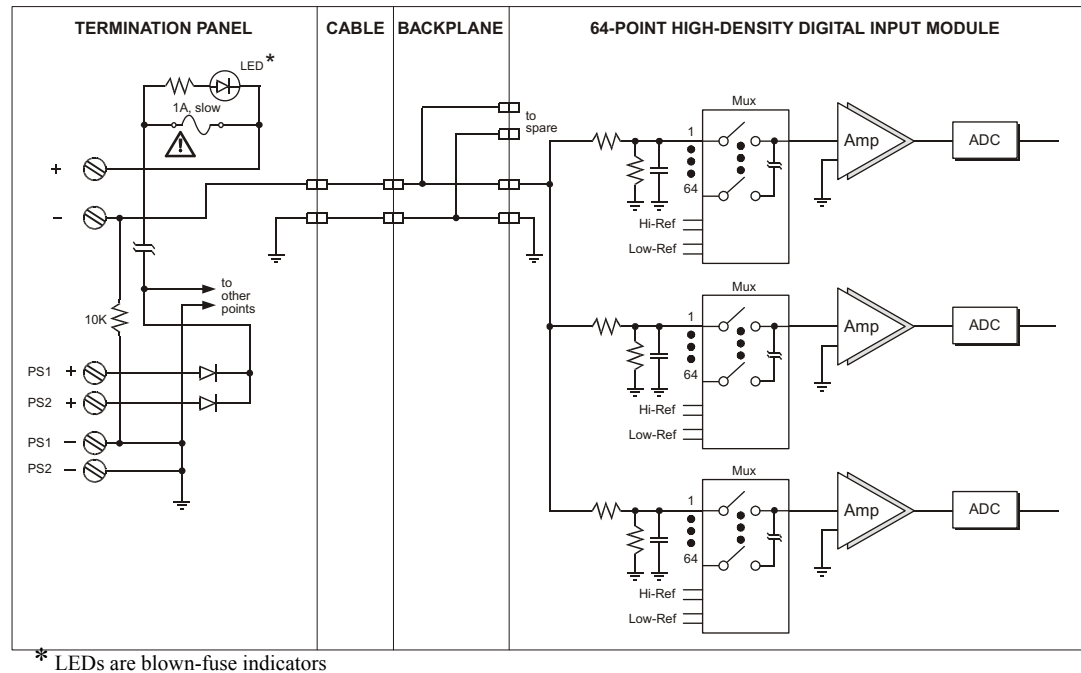 TERMINATION PANEL
CABLE
BACKPLANE
64-POINT HIGH-DENSITY DIGITAL INPUT MODULE
LED*
1A, slow
+
−
to
other
points
10K
PS1 +
PS2 +
PS1 −
PS2 −
to
spare
Mux
1
64
Hi-Ref
Low-Ref
Amp
ADC
Mux
1
64
Hi-Ref
Low-Ref
Amp
ADC
Mux
1
64
Hi-Ref
Low-Ref
Amp
ADC
* LEDs are blown-fuse indicators